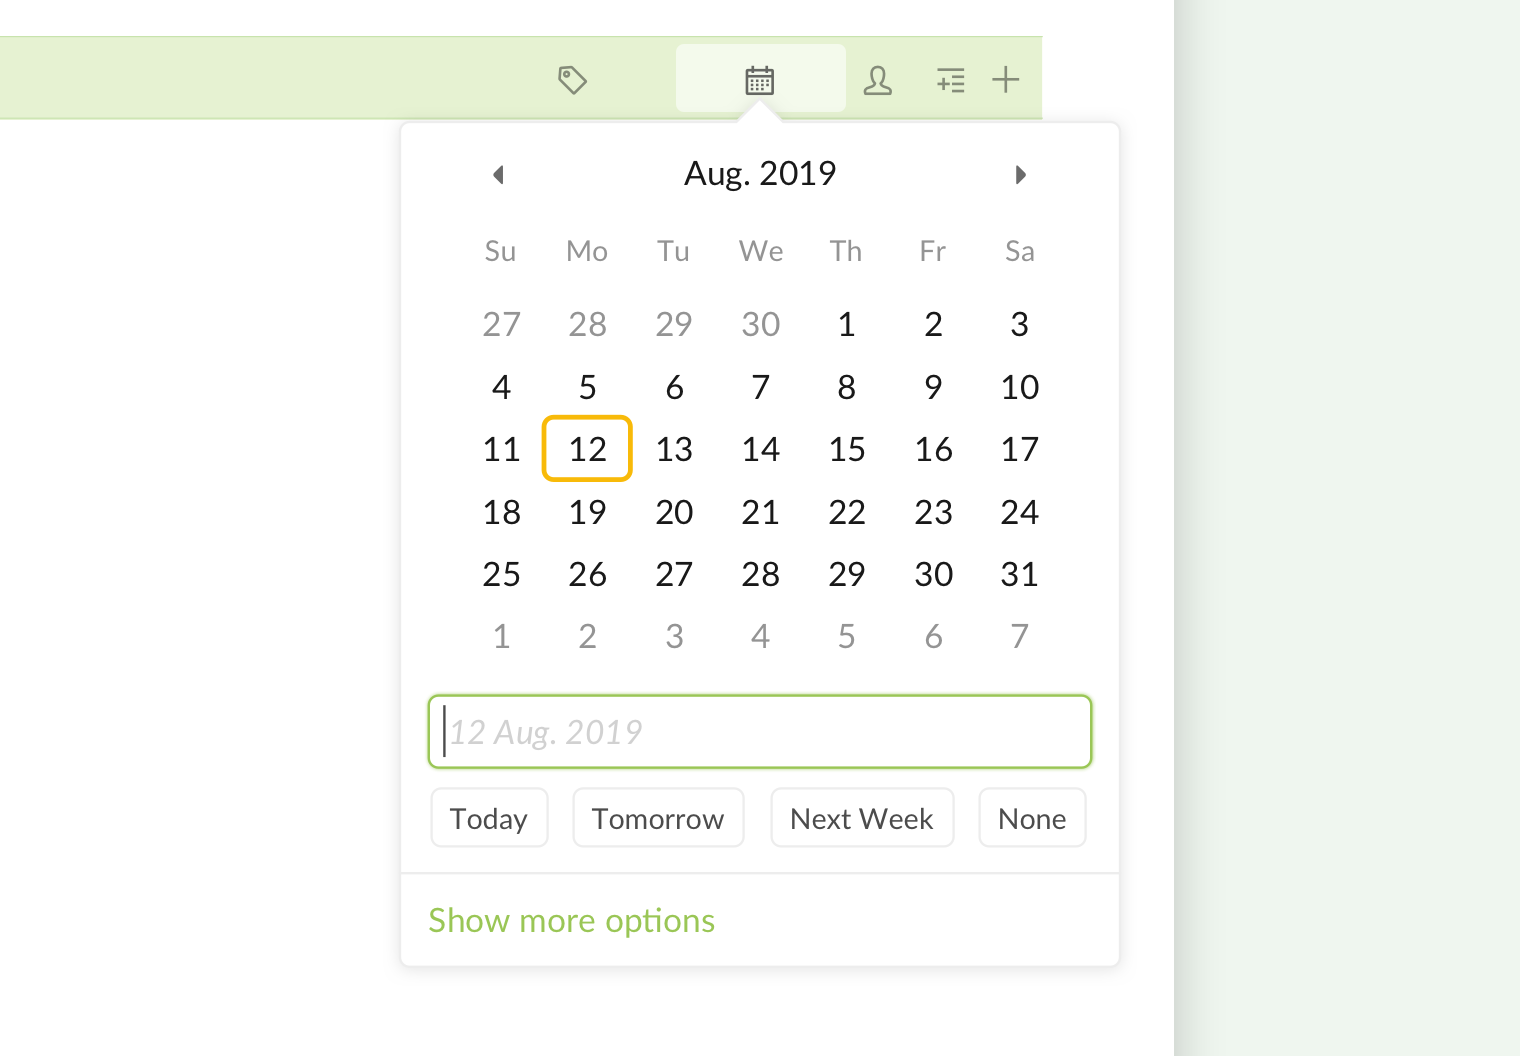 Aug. 2019
Su Mo Tu We Th Fr Sa
27 28 29 30 1 2 3
4 5 6 7 8 9 10
11 12 13 14 15 16 17
18 19 20 21 22 23 24
25 26 27 28 29 30 31
1 2 3 4 5 6 7
12 Aug. 2019
Today Tomorrow Next Week None
Show more options